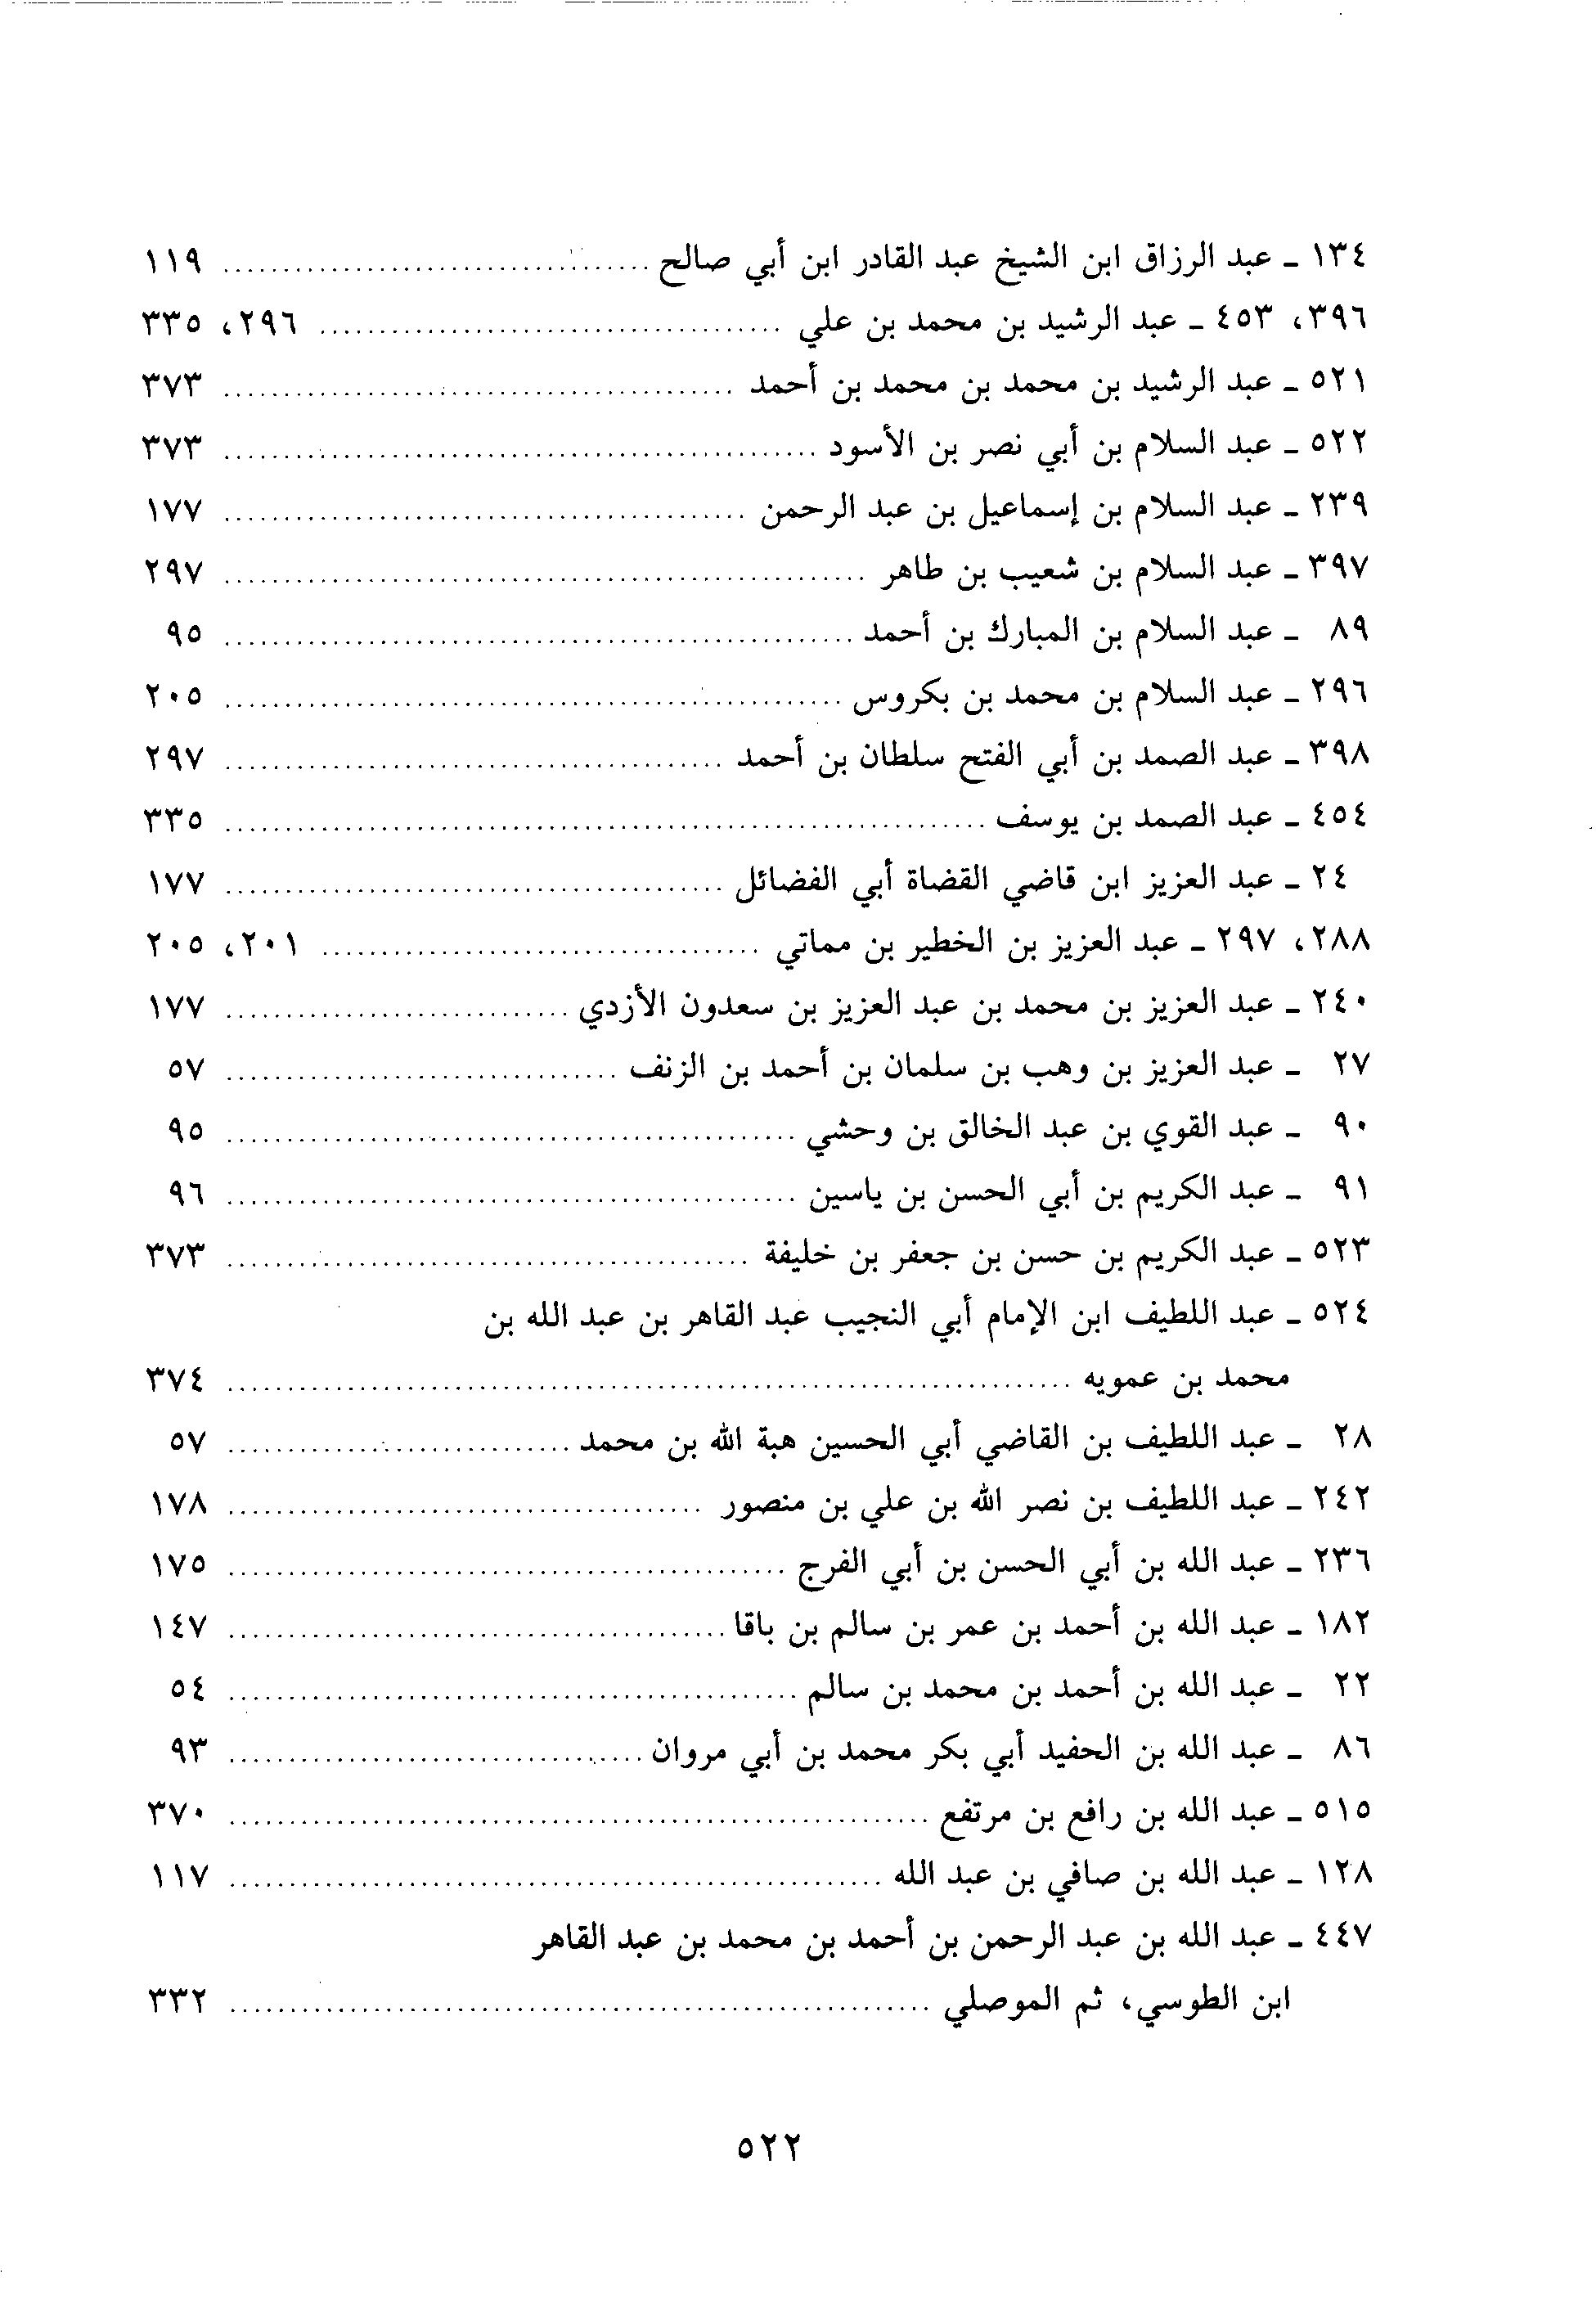 ١٣٤ ـ عبد الرزاق ابن الشيخ عبد القادر ابن أبي صالح ........ ١١٩
٣٩٦، ٤٥٣ ـ عبد الرشيد بن محمد بن علي ........ ٢٩٦، ٣٣٥
٥٢١ ـ عبد الرشيد بن محمد بن محمد بن أحمد ........ ٣٧٣
٥٢٢ ـ عبد السلام بن أبي نصر بن الأسود ........ ٣٧٣
٢٣٩ ـ عبد السلام بن إسماعيل بن عبد الرحمن ........ ١٧٧
٣٩٧ ـ عبد السلام بن شعيب بن طاهر ........ ٢٩٧
٨٩ ـ عبد السلام بن المبارك بن أحمد ........ ٩٥
٢٩٦ ـ عبد السلام بن محمد بن بكروس ........ ٢٠٥
٣٩٨ ـ عبد الصمد بن أبي الفتح سلطان بن أحمد ........ ٢٩٧
٤٥٤ ـ عبد الصمد بن يوسف ........ ٣٣٥
٢٤ ـ عبد العزيز ابن قاضي القضاة أبي الفضائل ........ ١٧٧
٢٨٨، ٢٩٧ ـ عبد العزيز بن الخطير بن مماتي ........ ٢٠١، ٢٠٥
٢٤٠ ـ عبد العزيز بن محمد بن عبد العزيز بن سعدون الأزدي ........ ١٧٧
٢٧ ـ عبد العزيز بن وهب بن سلمان بن أحمد بن الزنف ........ ٥٧
٩٠ ـ عبد القوي بن عبد الخالق بن وحشي ........ ٩٥
٩١ ـ عبد الكريم بن أبي الحسن بن ياسين ........ ٩٦
٥٢٣ ـ عبد الكريم بن حسن بن جعفر بن خليفة ........ ٣٧٣
٥٢٤ ـ عبد اللطيف ابن الإمام أبي النجيب عبد القاهر بن عبد الله بن
محمد بن عمويه ........ ٣٧٤
٢٨ ـ عبد اللطيف بن القاضي أبي الحسين هبة الله بن محمد ........ ٥٧
٢٤٢ ـ عبد اللطيف بن نصر الله بن علي بن منصور ........ ١٧٨
٢٣٦ ـ عبد الله بن أبي الحسن بن أبي الفرج ........ ١٧٥
١٨٢ ـ عبد الله بن أحمد بن عمر بن سالم بن باقا ........ ١٤٧
٢٢ ـ عبد الله بن أحمد بن محمد بن سالم ........ ٥٤
٨٦ ـ عبد الله بن الحفيد أبي بكر محمد بن أبي مروان ........ ٩٣
٥١٥ ـ عبد الله بن رافع بن مرتفع ........ ٣٧٠
١٢٨ ـ عبد الله بن صافي بن عبد الله ........ ١١٧
٤٤٧ ـ عبد الله بن عبد الرحمن بن أحمد بن محمد بن عبد القاهر
ابن الطوسي، ثم الموصلي ........ ٣٣٢
٥٢٢